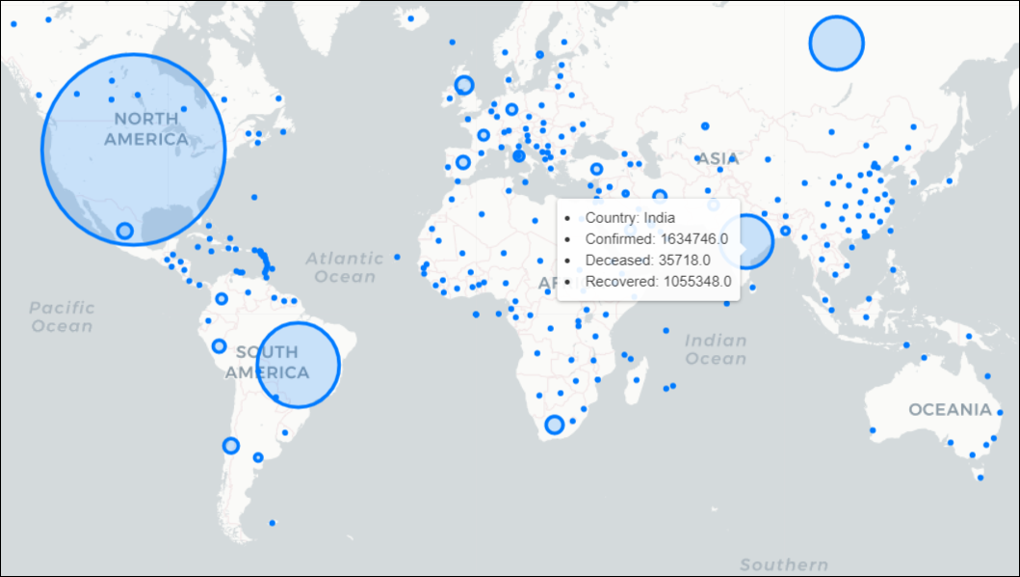 NORTH
AMERICA
ASIA
• Country: India
• Confirmed: 1634746.0
• Deceased: 35718.0
• Recovered: 1055348.0
AF
Atlantic
Ocean
Pacific
Ocean
SOUTH
AMERICA
Indian
Ocean
OCEANIA
Southern